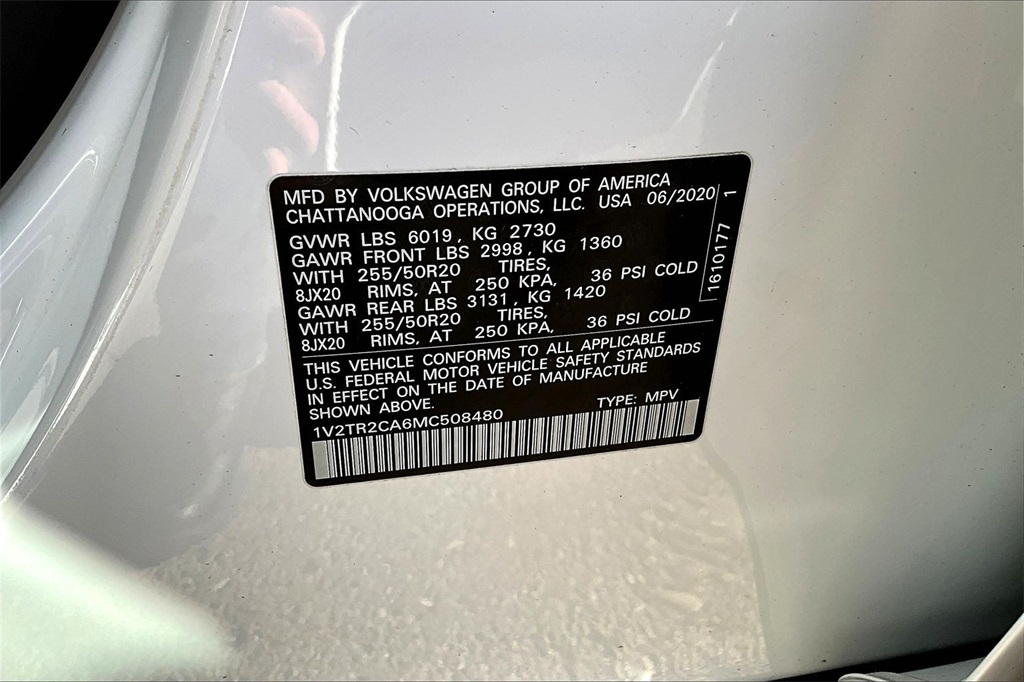 MFD BY VOLKSWAGEN GROUP OF AMERICA
CHATTANOOGA OPERATIONS, LLC. USA 06/2020
GVWR LBS 6019, KG 2730
GAWR FRONT LBS 2998, KG 1360
WITH 255/50R20 TIRES,
8JX20 RIMS, AT 250 KPA, 36 PSI COLD
GAWR REAR LBS 3131, KG 1420
WITH 255/50R20 TIRES,
8JX20 RIMS, AT 250 KPA, 36 PSI COLD
1610177 1
THIS VEHICLE CONFORMS TO ALL APPLICABLE
U.S. FEDERAL MOTOR VEHICLE SAFETY STANDARDS
IN EFFECT ON THE DATE OF MANUFACTURE
SHOWN ABOVE. TYPE: MPV
1V2TR2CA6MC508480